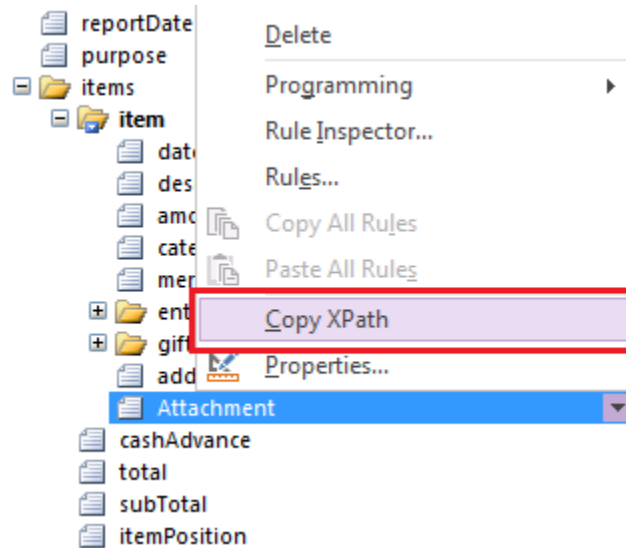 reportDate
purpose
items
item
cashAdvance
total
subTotal
itemPosition
Attachment
Delete
Programming
Rule Inspector...
Rules...
Copy All Rules
Paste All Rules
Copy XPath
Properties...